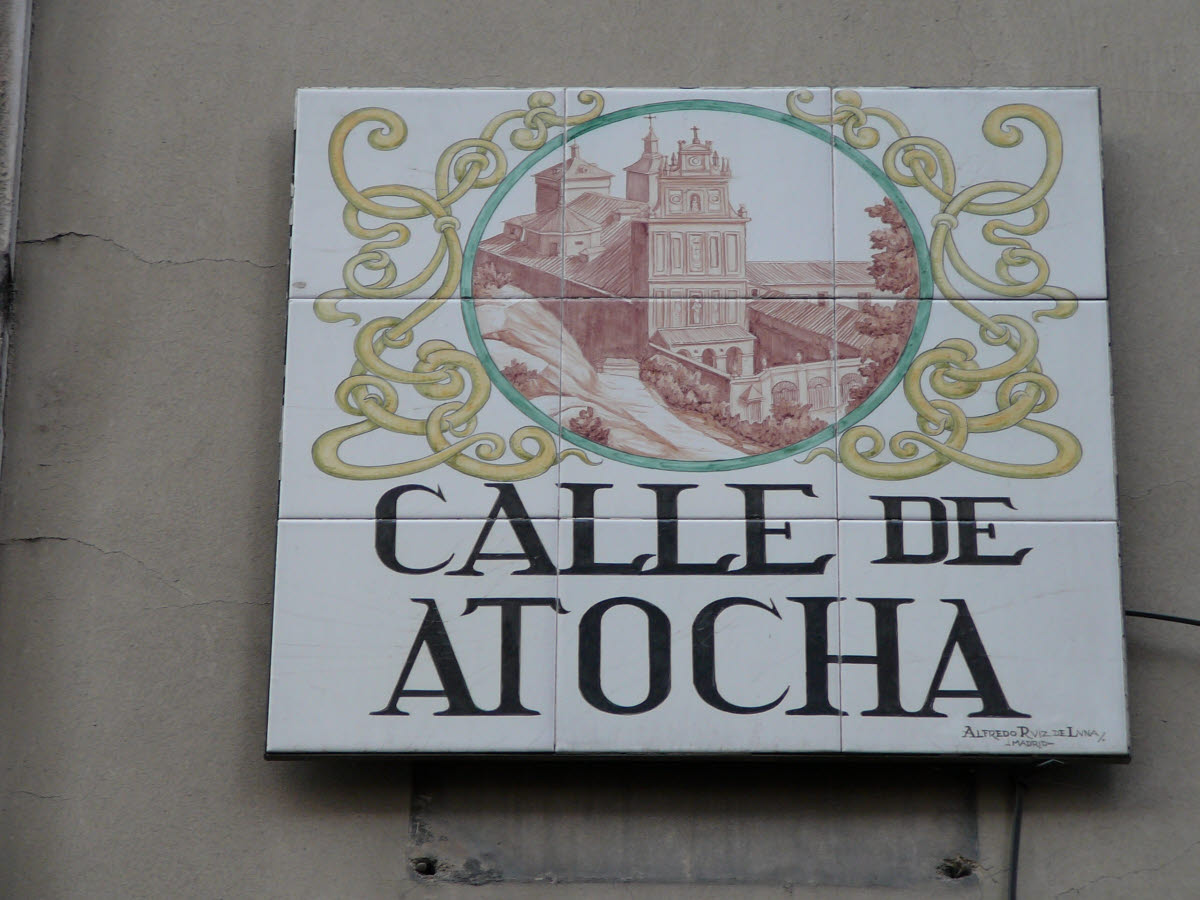 CALLE DE
ATOCHA
ALFREDO RUIZ DE LUNA
-MADRID-